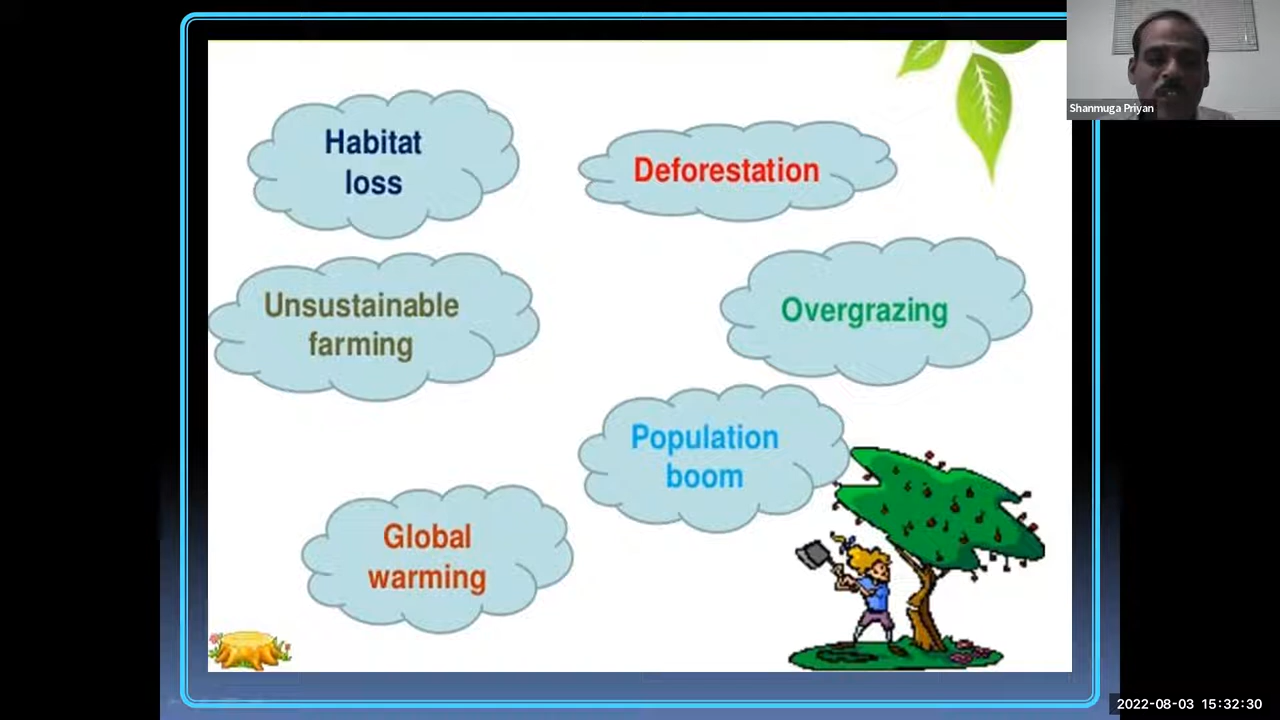 Habitat
loss
Deforestation
Shanmuga Priyan
Unsustainable
farming
Overgrazing
Population
boom
Global
warming
2022-08-03 15:32:30